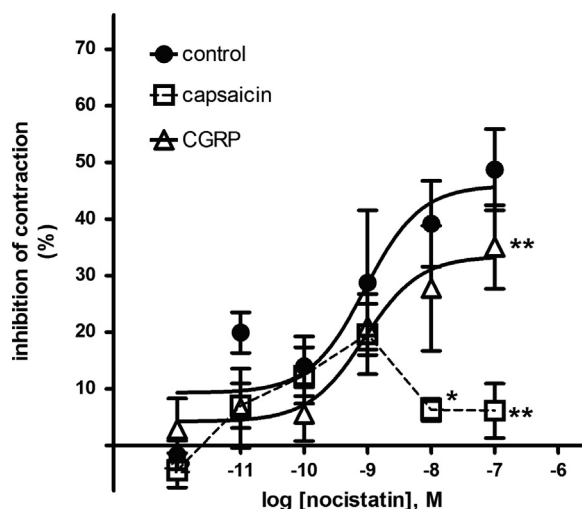 70
60
50
40
30
20
10
control
capsaicin
CGRP
**
*
**
-11 -10 -9 -8 -7 -6
log [nocistatin], M
inhibition of contraction
(%)